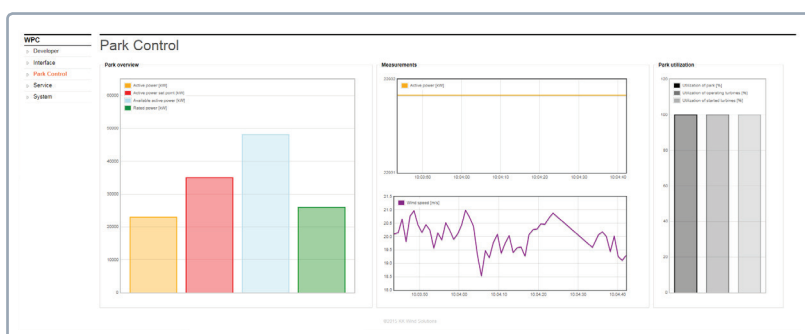 WPC
Developer
Interface
Park Control
Service
System
Park Control
Park overview
Active power [kW]
Active power set point [kW]
Available active power [kW]
Rated power [kW]
60000
50000
40000
30000
20000
10000
0
Measurements
Active power [kW]
10:03:50
10:04:00
10:04:10
10:04:20
10:04:30
10:04:40
Wind speed [m/s]
21.0
20.5
20.0
19.5
19.0
18.5
10:03:50
10:04:00
10:04:10
10:04:20
10:04:30
10:04:40
Park utilization
Utilization of park [%]
Utilization of operating turbines [%]
Utilization of started turbines [%]
120
100
80
60
40
20
0